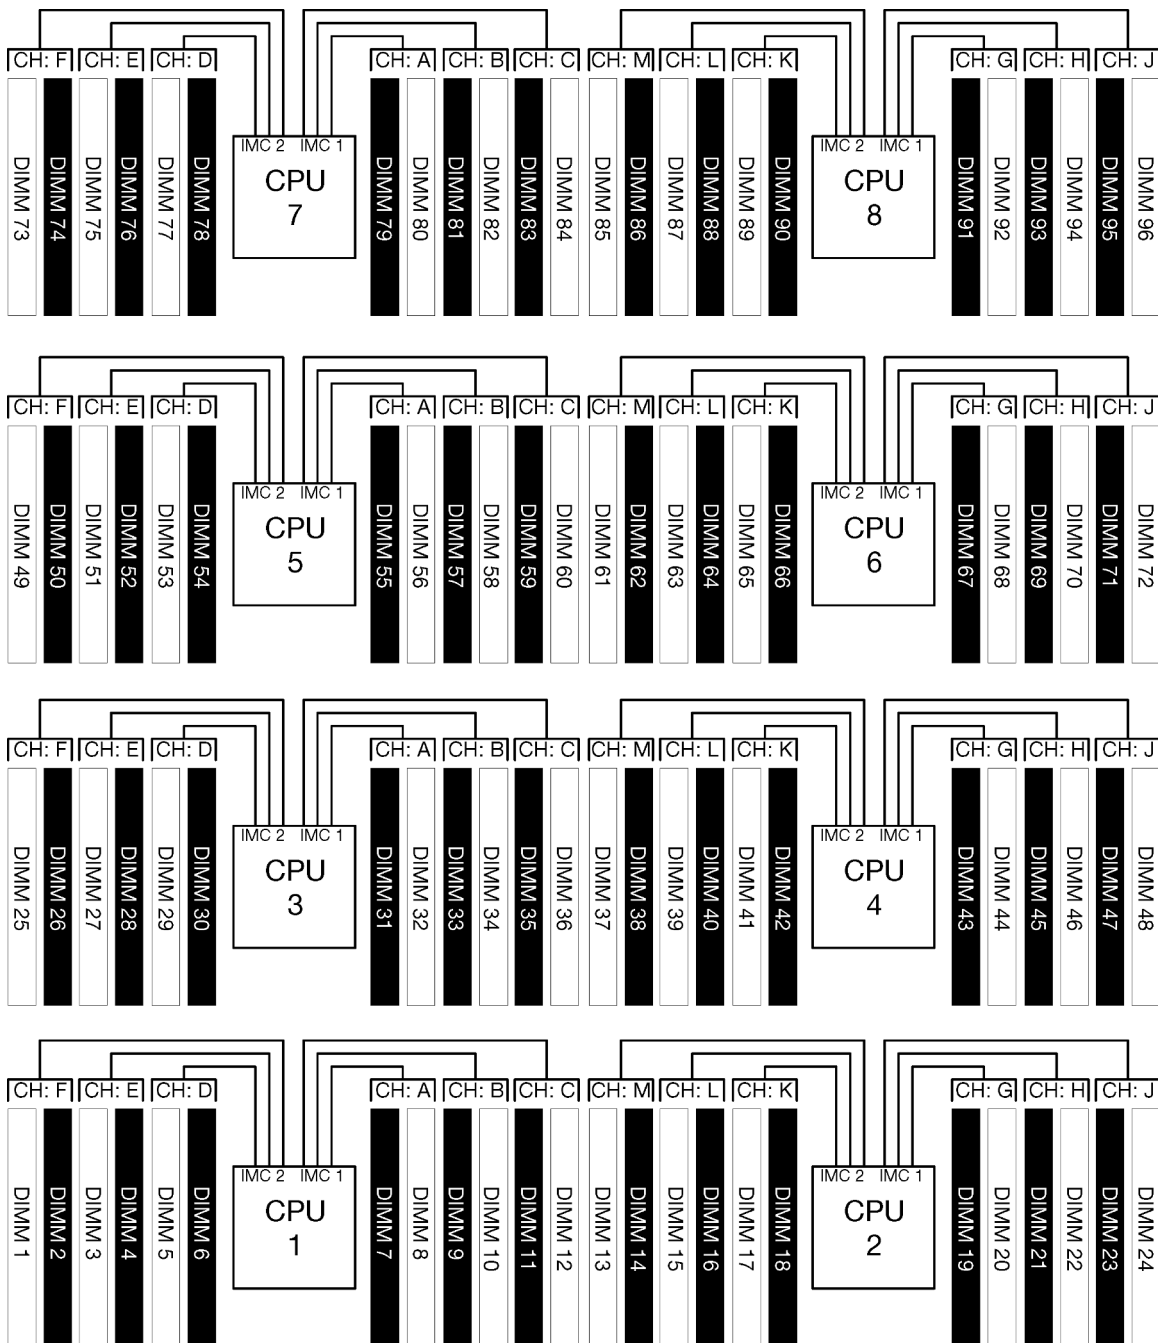 CH: F CH: E CH: D CH: A CH: B CH: C CH: M CH: L CH: K CH: G CH: H CH: J
IMC 2 IMC 1 IMC 2 IMC 1
DIMM 73 DIMM 74 DIMM 75 DIMM 76 DIMM 77 DIMM 78 CPU 7 DIMM 79 DIMM 80 DIMM 81 DIMM 82 DIMM 83 DIMM 84 DIMM 85 DIMM 86 DIMM 87 DIMM 88 DIMM 89 DIMM 90 CPU 8 DIMM 91 DIMM 92 DIMM 93 DIMM 94 DIMM 95 DIMM 96
CH: F CH: E CH: D CH: A CH: B CH: C CH: M CH: L CH: K CH: G CH: H CH: J
IMC 2 IMC 1 IMC 2 IMC 1
DIMM 49 DIMM 50 DIMM 51 DIMM 52 DIMM 53 DIMM 54 CPU 5 DIMM 55 DIMM 56 DIMM 57 DIMM 58 DIMM 59 DIMM 60 DIMM 61 DIMM 62 DIMM 63 DIMM 64 DIMM 65 DIMM 66 CPU 6 DIMM 67 DIMM 68 DIMM 69 DIMM 70 DIMM 71 DIMM 72
CH: F CH: E CH: D CH: A CH: B CH: C CH: M CH: L CH: K CH: G CH: H CH: J
IMC 2 IMC 1 IMC 2 IMC 1
DIMM 25 DIMM 26 DIMM 27 DIMM 28 DIMM 29 DIMM 30 CPU 3 DIMM 31 DIMM 32 DIMM 33 DIMM 34 DIMM 35 DIMM 36 DIMM 37 DIMM 38 DIMM 39 DIMM 40 DIMM 41 DIMM 42 CPU 4 DIMM 43 DIMM 44 DIMM 45 DIMM 46 DIMM 47 DIMM 48
CH: F CH: E CH: D CH: A CH: B CH: C CH: M CH: L CH: K CH: G CH: H CH: J
IMC 2 IMC 1 IMC 2 IMC 1
DIMM 1 DIMM 2 DIMM 3 DIMM 4 DIMM 5 DIMM 6 CPU 1 DIMM 7 DIMM 8 DIMM 9 DIMM 10 DIMM 11 DIMM 12 DIMM 13 DIMM 14 DIMM 15 DIMM 16 DIMM 17 DIMM 18 CPU 2 DIMM 19 DIMM 20 DIMM 21 DIMM 22 DIMM 23 DIMM 24